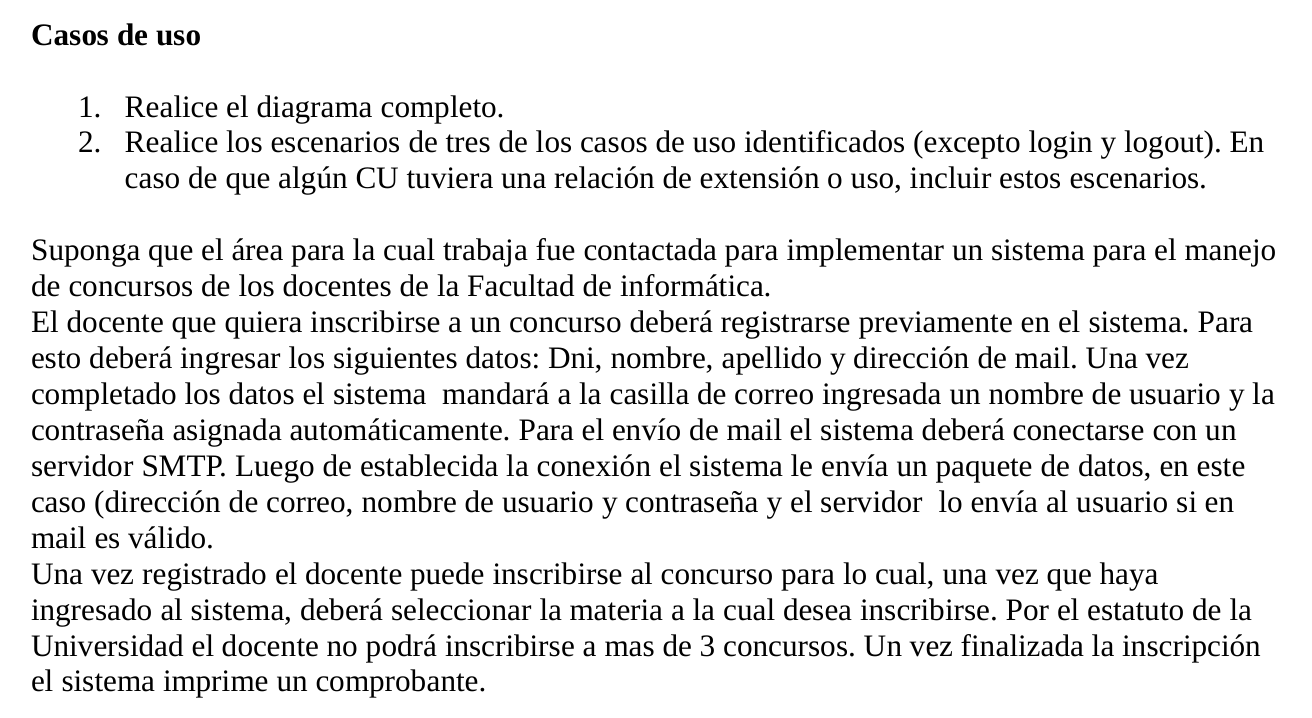 Casos de uso
1. Realice el diagrama completo.
2. Realice los escenarios de tres de los casos de uso identificados (excepto login y logout). En
caso de que algún CU tuviera una relación de extensión o uso, incluir estos escenarios.
Suponga que el área para la cual trabaja fue contactada para implementar un sistema para el manejo
de concursos de los docentes de la Facultad de informática.
El docente que quiera inscribirse a un concurso deberá registrarse previamente en el sistema. Para
esto deberá ingresar los siguientes datos: Dni, nombre, apellido y dirección de mail. Una vez
completado los datos el sistema  mandará a la casilla de correo ingresada un nombre de usuario y la
contraseña asignada automáticamente. Para el envío de mail el sistema deberá conectarse con un
servidor SMTP. Luego de establecida la conexión el sistema le envía un paquete de datos, en este
caso (dirección de correo, nombre de usuario y contraseña y el servidor  lo envía al usuario si en
mail es válido.
Una vez registrado el docente puede inscribirse al concurso para lo cual, una vez que haya
ingresado al sistema, deberá seleccionar la materia a la cual desea inscribirse. Por el estatuto de la
Universidad el docente no podrá inscribirse a mas de 3 concursos. Un vez finalizada la inscripción
el sistema imprime un comprobante.